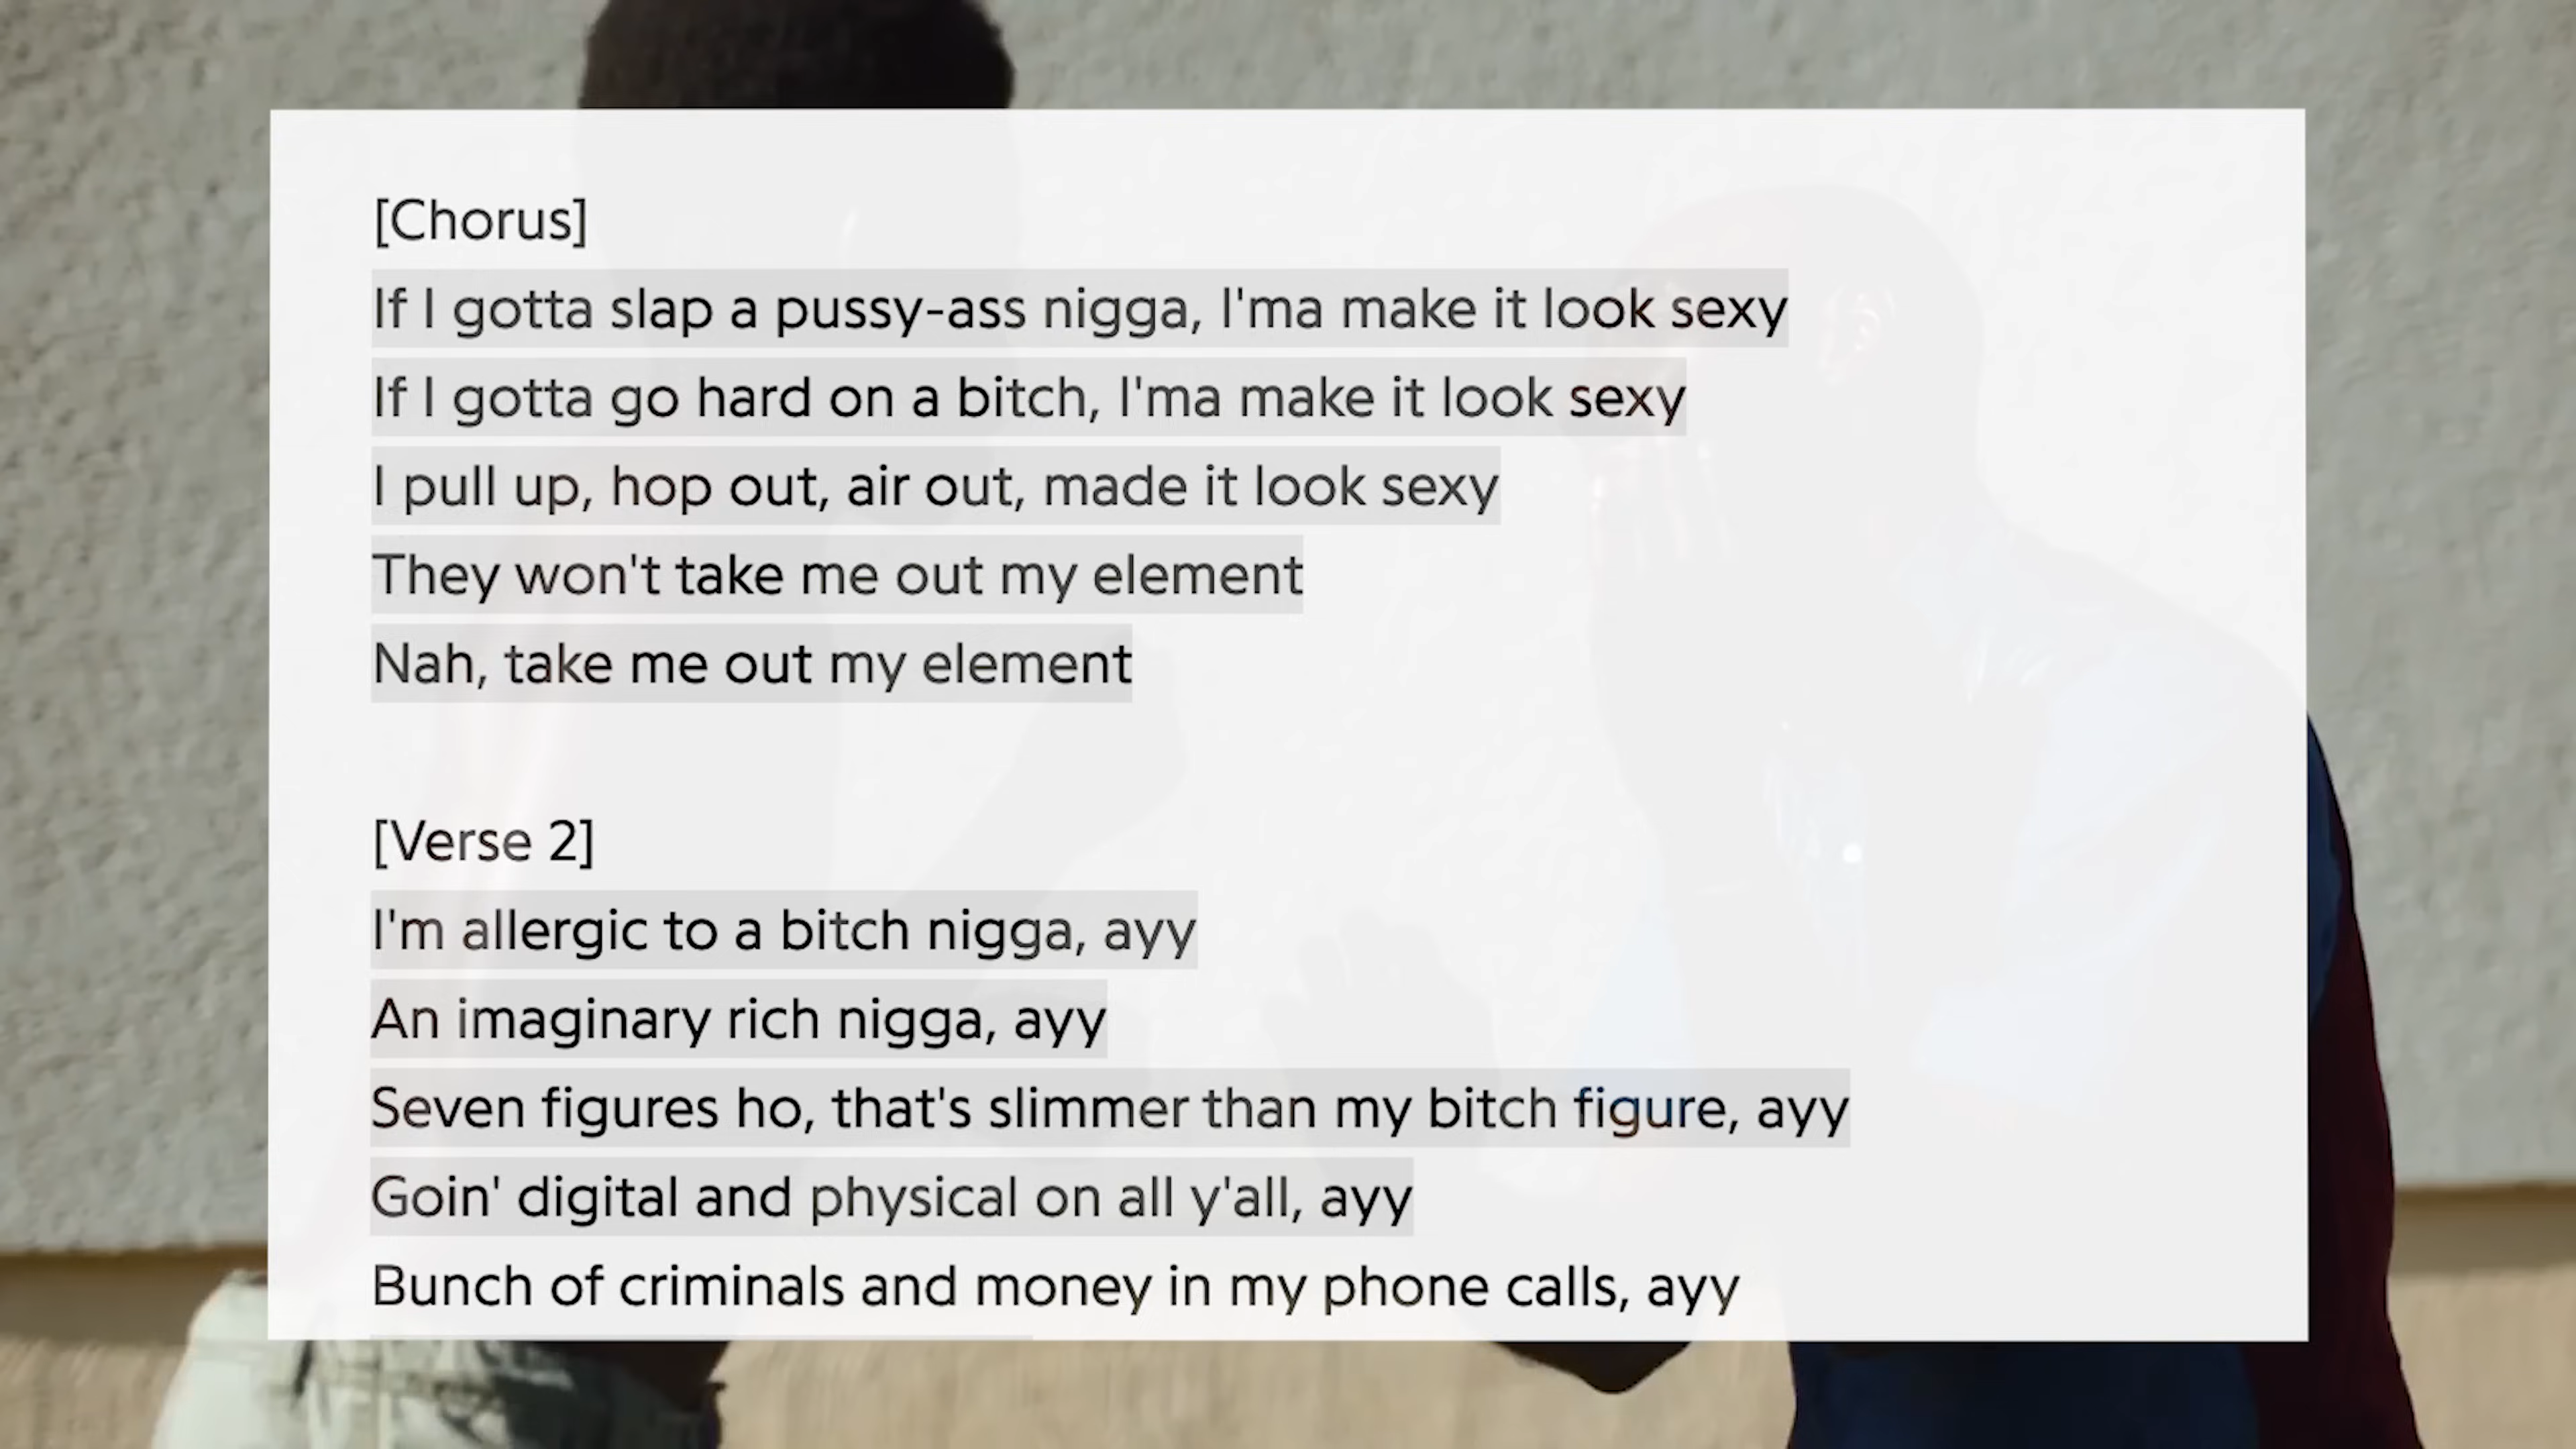 [Chorus]
If I gotta slap a pussy-ass nigga, I'ma make it look sexy
If I gotta go hard on a bitch, I'ma make it look sexy
I pull up, hop out, air out, made it look sexy
They won't take me out my element
Nah, take me out my element
[Verse 2]
I'm allergic to a bitch nigga, ayy
An imaginary rich nigga, ayy
Seven figures ho, that's slimmer than my bitch figure, ayy
Goin' digital and physical on all y'all, ayy
Bunch of criminals and money in my phone calls, ayy